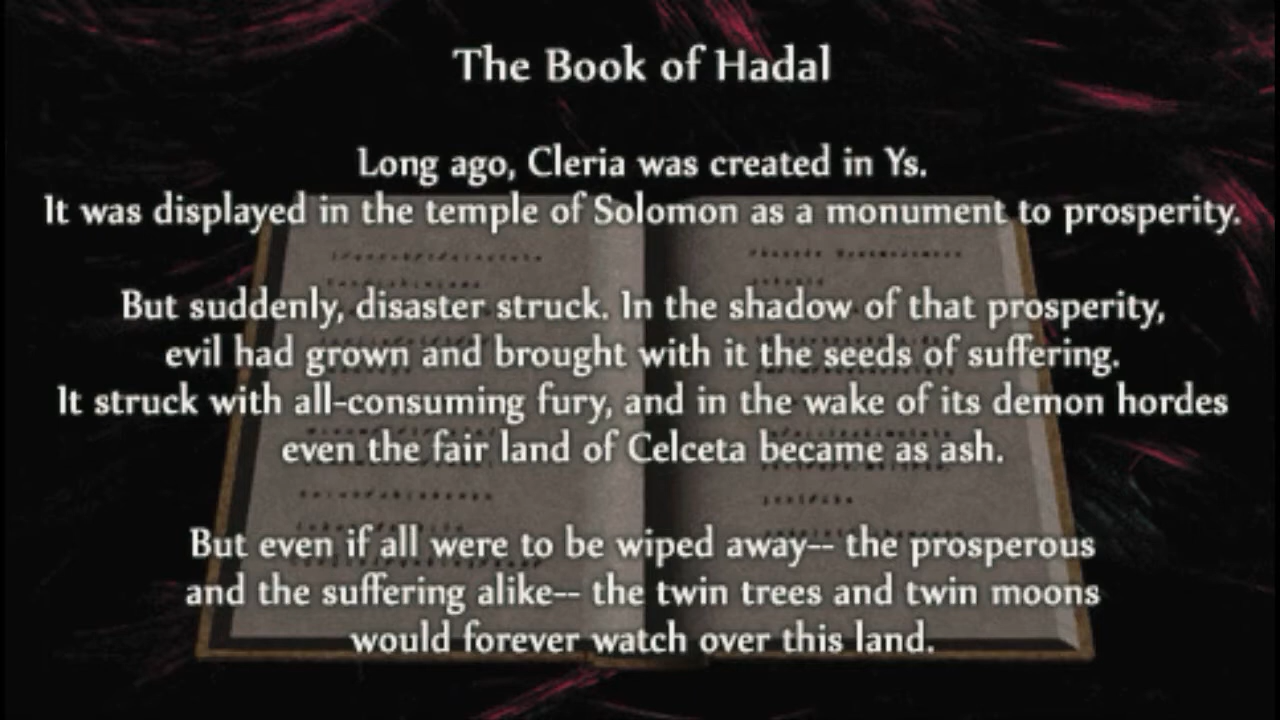 The Book of Hadal
Long ago, Cleria was created in Ys.
It was displayed in the temple of Solomon as a monument to prosperity.
But suddenly, disaster struck. In the shadow of that prosperity,
evil had grown and brought with it the seeds of suffering.
It struck with all-consuming fury, and in the wake of its demon hordes
even the fair land of Celceta became as ash.
But even if all were to be wiped away-- the prosperous
and the suffering alike-- the twin trees and twin moons
would forever watch over this land.